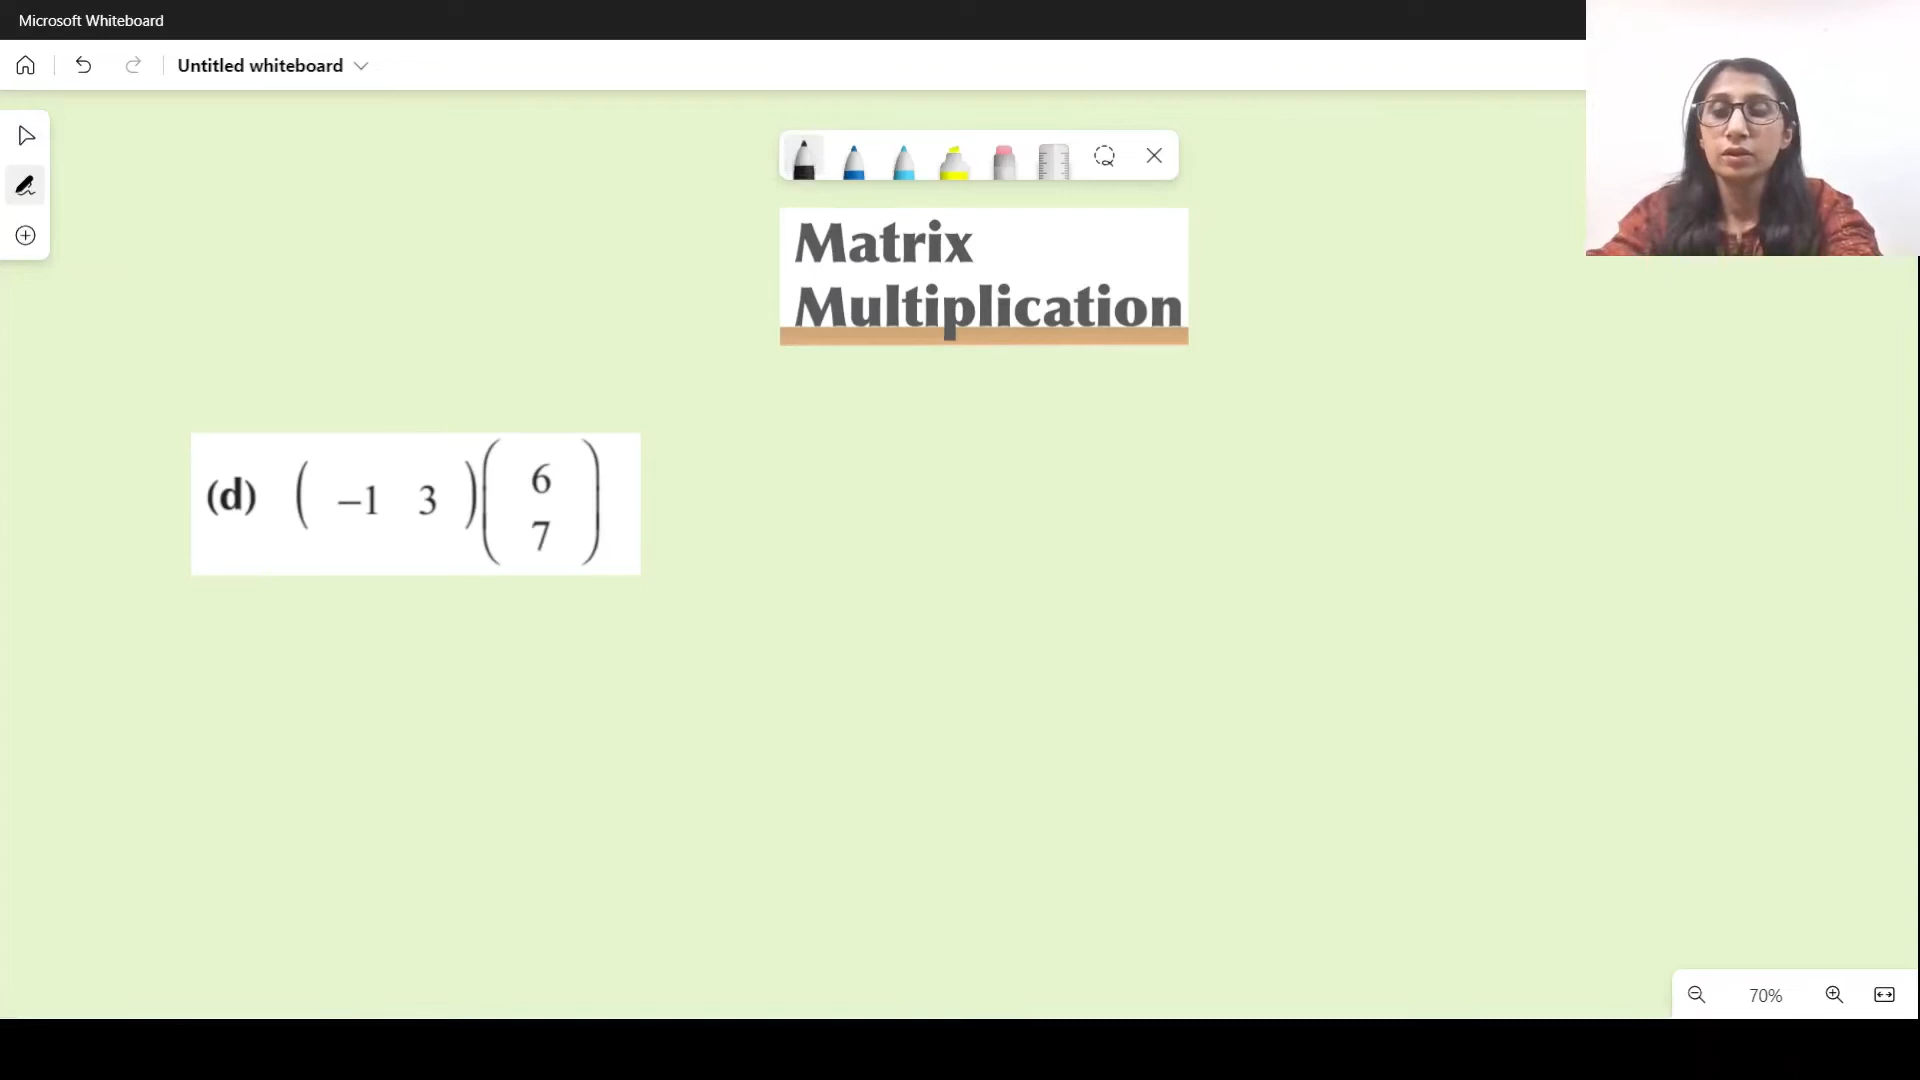 Microsoft Whiteboard
Untitled whiteboard
Matrix
Multiplication
(d) ( −1 3 ) ( 6
7 )
70%